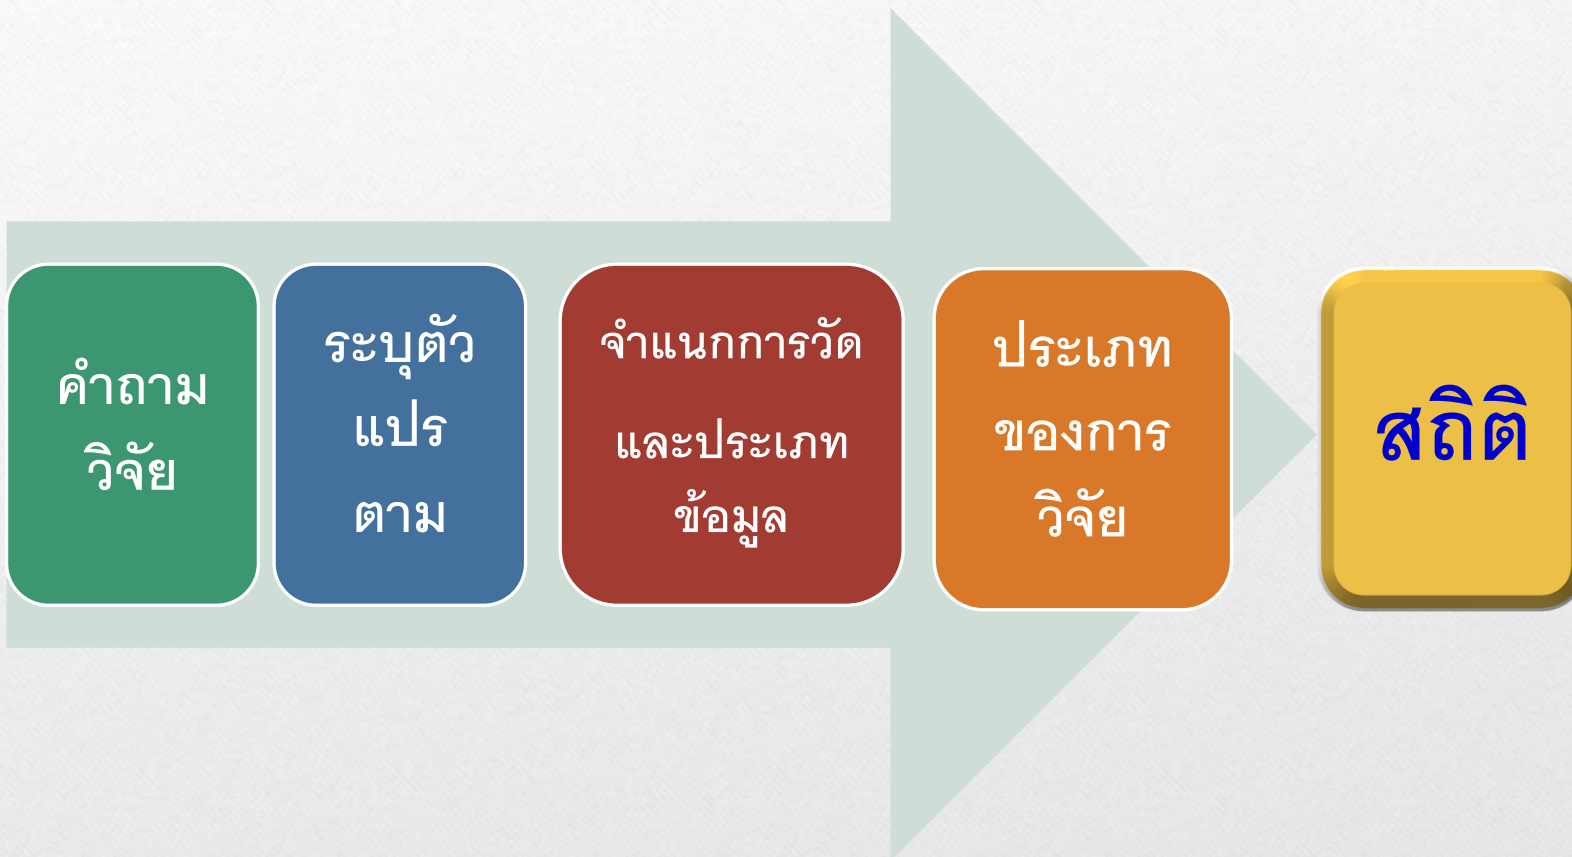 คำถาม
วิจัย
ระบุตัว
แปร
ตาม
จำแนกการวัด
และประเภท
ข้อมูล
ประเภท
ของการ
วิจัย
สถิติ